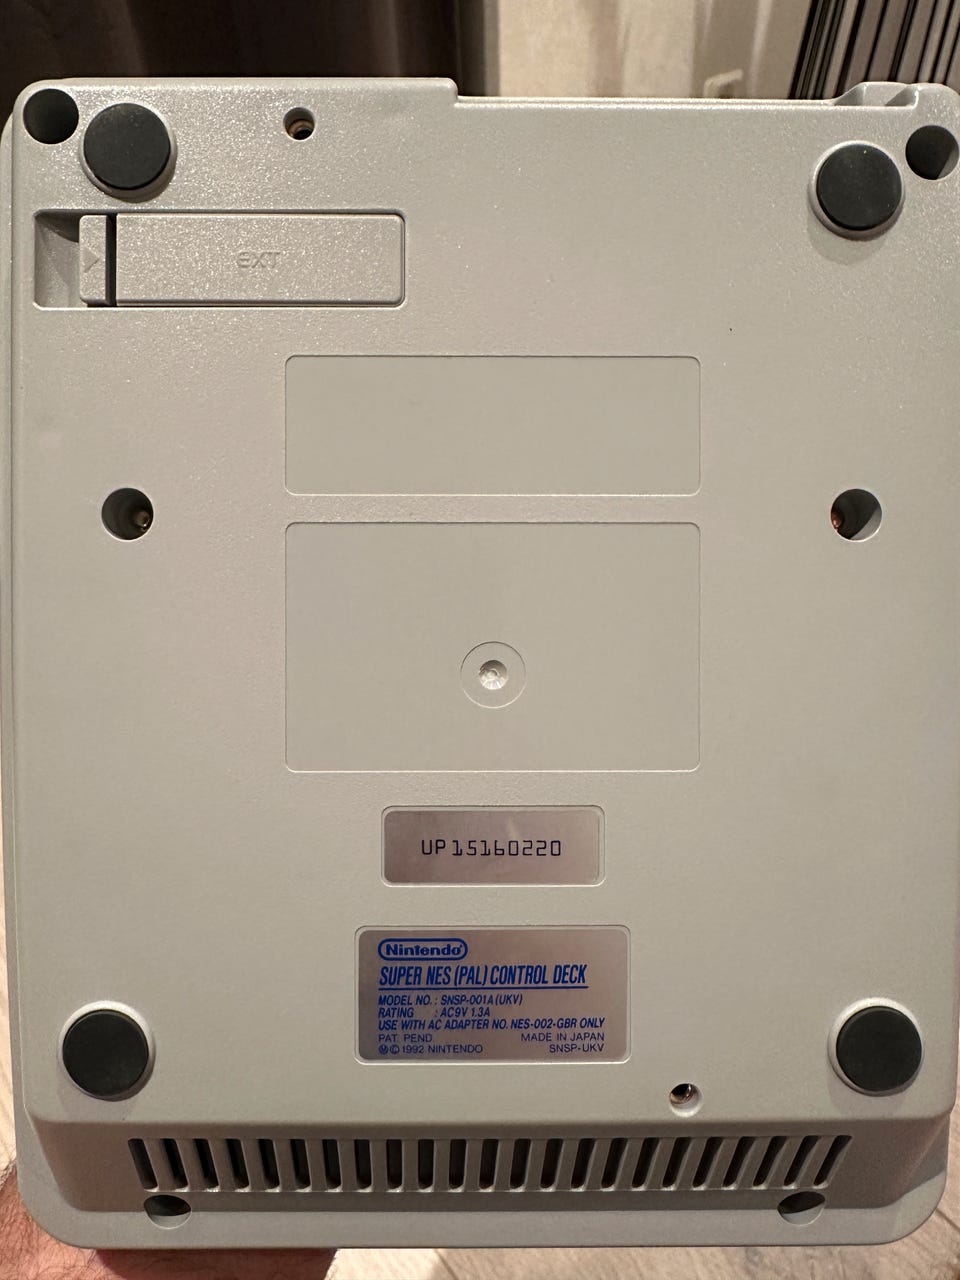 EXT
UP15160220
Nintendo®
SUPER NES (PAL) CONTROL DECK
MODEL NO. : SNSP-001A (UKV)
RATING : AC9V 1.3A
USE WITH AC ADAPTER NO. NES-002-GBR ONLY
PAT. PEND MADE IN JAPAN
Ⓜ©1992 NINTENDO SNSP-UKV